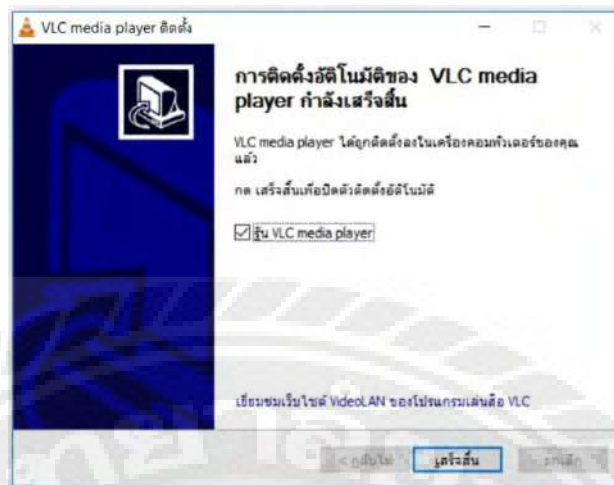 VLC media player ติดตั้ง
การติดตั้งอัติโนมัติของ VLC media
player กำลังเสร็จสิ้น
VLC media player ได้ถูกติดตั้งลงในเครื่องคอมพิวเตอร์ของคุณ
แล้ว
กด เสร็จสิ้นเพื่อปิดตัวติดตั้งอัติโนมัติ
รัน VLC media player
เยี่ยมชมเว็บไซต์ VideoLAN ของโปรแกรมเล่นสื่อ VLC
< กลับไป เสร็จสิ้น ยกเลิก